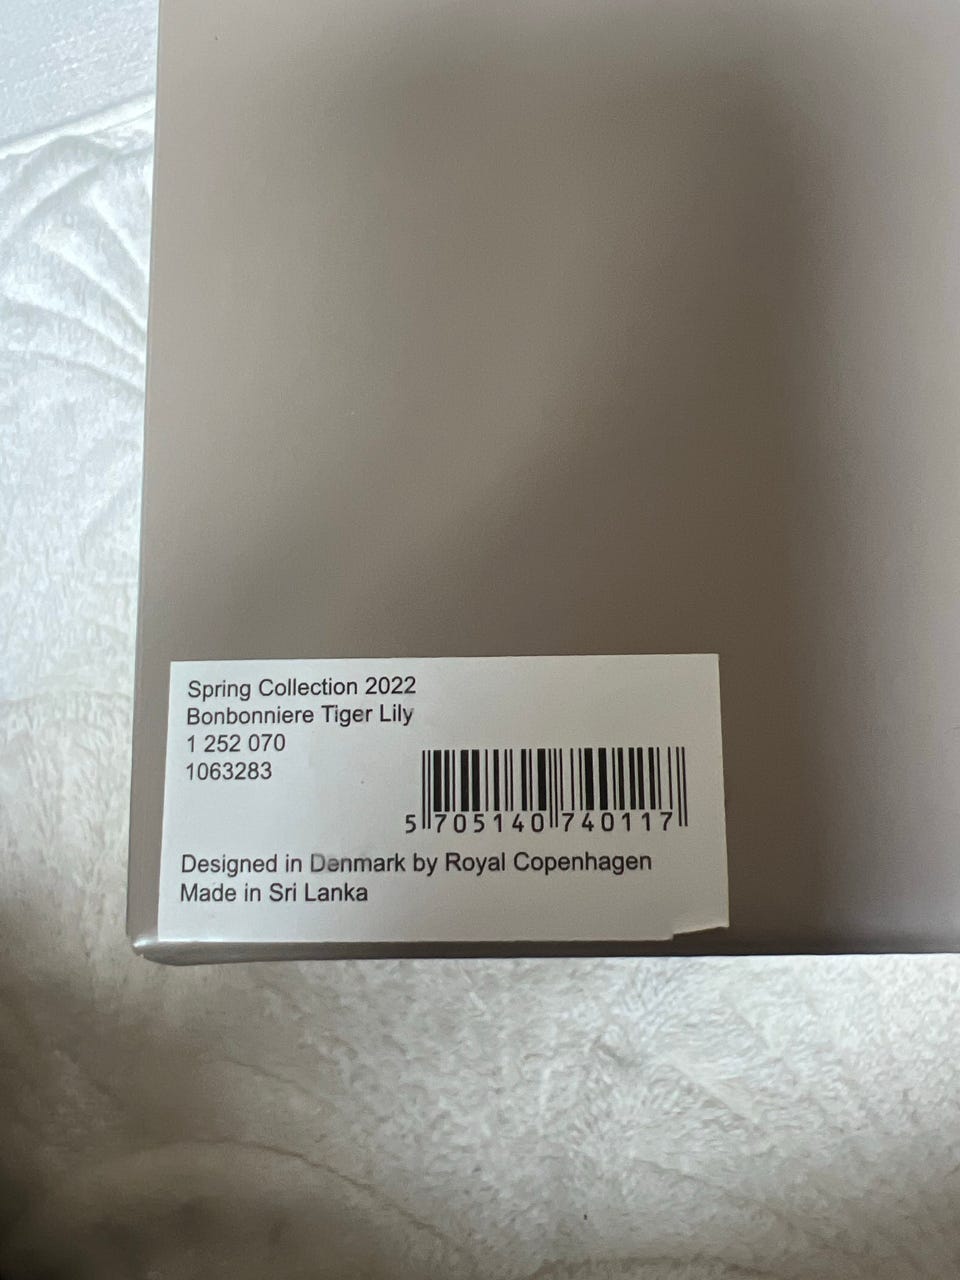 Spring Collection 2022
Bonbonniere Tiger Lily
1 252 070
1063283
5 705140 740117
Designed in Denmark by Royal Copenhagen
Made in Sri Lanka